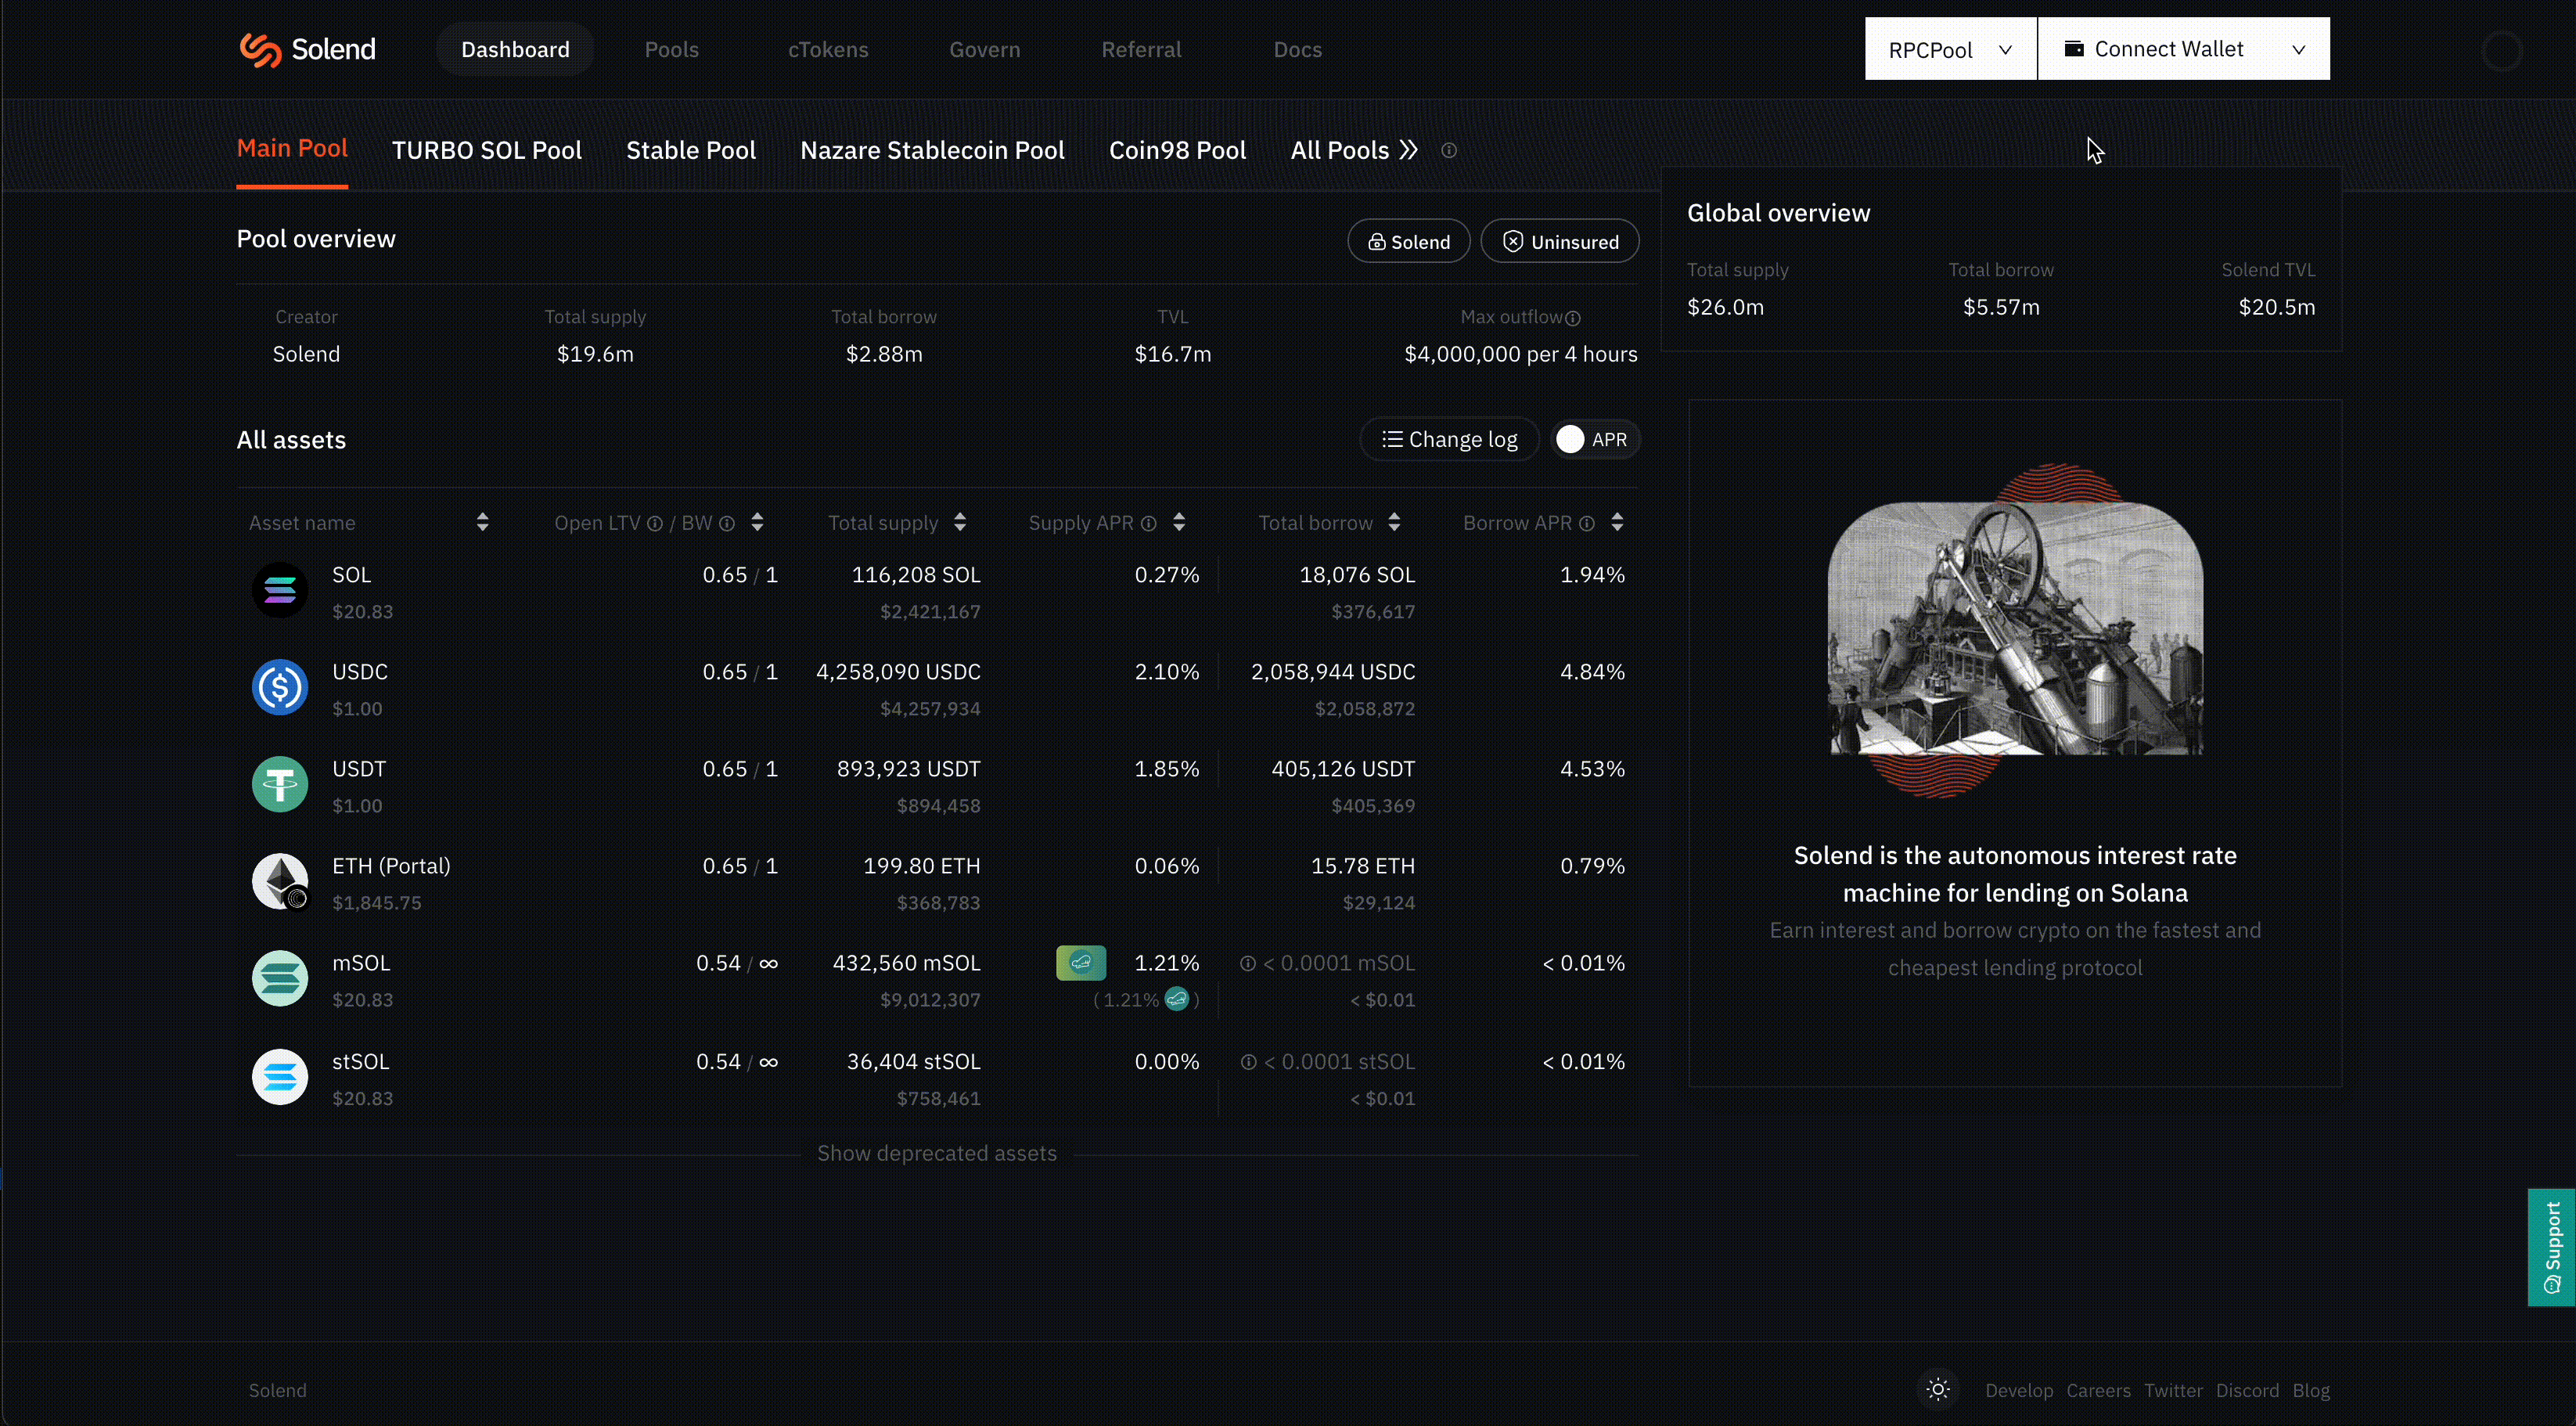 Solend Dashboard Pools cTokens Govern Referral Docs RPCPool Connect Wallet
Main Pool TURBO SOL Pool Stable Pool Nazare Stablecoin Pool Coin98 Pool All Pools
Pool overview Solend Uninsured
Creator Total supply Total borrow TVL Max outflow
Solend $19.6m $2.88m $16.7m $4,000,000 per 4 hours
Global overview
Total supply Total borrow Solend TVL
$26.0m $5.57m $20.5m
All assets Change log APR
Asset name Open LTV / BW Total supply Supply APR Total borrow Borrow APR
SOL 0.65 / 1 116,208 SOL 0.27% 18,076 SOL 1.94%
$20.83 $2,421,167 $376,617
USDC 0.65 / 1 4,258,090 USDC 2.10% 2,058,944 USDC 4.84%
$1.00 $4,257,934 $2,058,872
USDT 0.65 / 1 893,923 USDT 1.85% 405,126 USDT 4.53%
$1.00 $894,458 $405,369
ETH (Portal) 0.65 / 1 199.80 ETH 0.06% 15.78 ETH 0.79%
$1,845.75 $368,783 $29,124
mSOL 0.54 / ∞ 432,560 mSOL 1.21% < 0.0001 mSOL < 0.01%
$20.83 $9,012,307 ( 1.21% ) < $0.01
stSOL 0.54 / ∞ 36,404 stSOL 0.00% < 0.0001 stSOL < 0.01%
$20.83 $758,461 < $0.01
Show deprecated assets
Solend is the autonomous interest rate
machine for lending on Solana
Earn interest and borrow crypto on the fastest and
cheapest lending protocol
Support
Solend Develop Careers Twitter Discord Blog